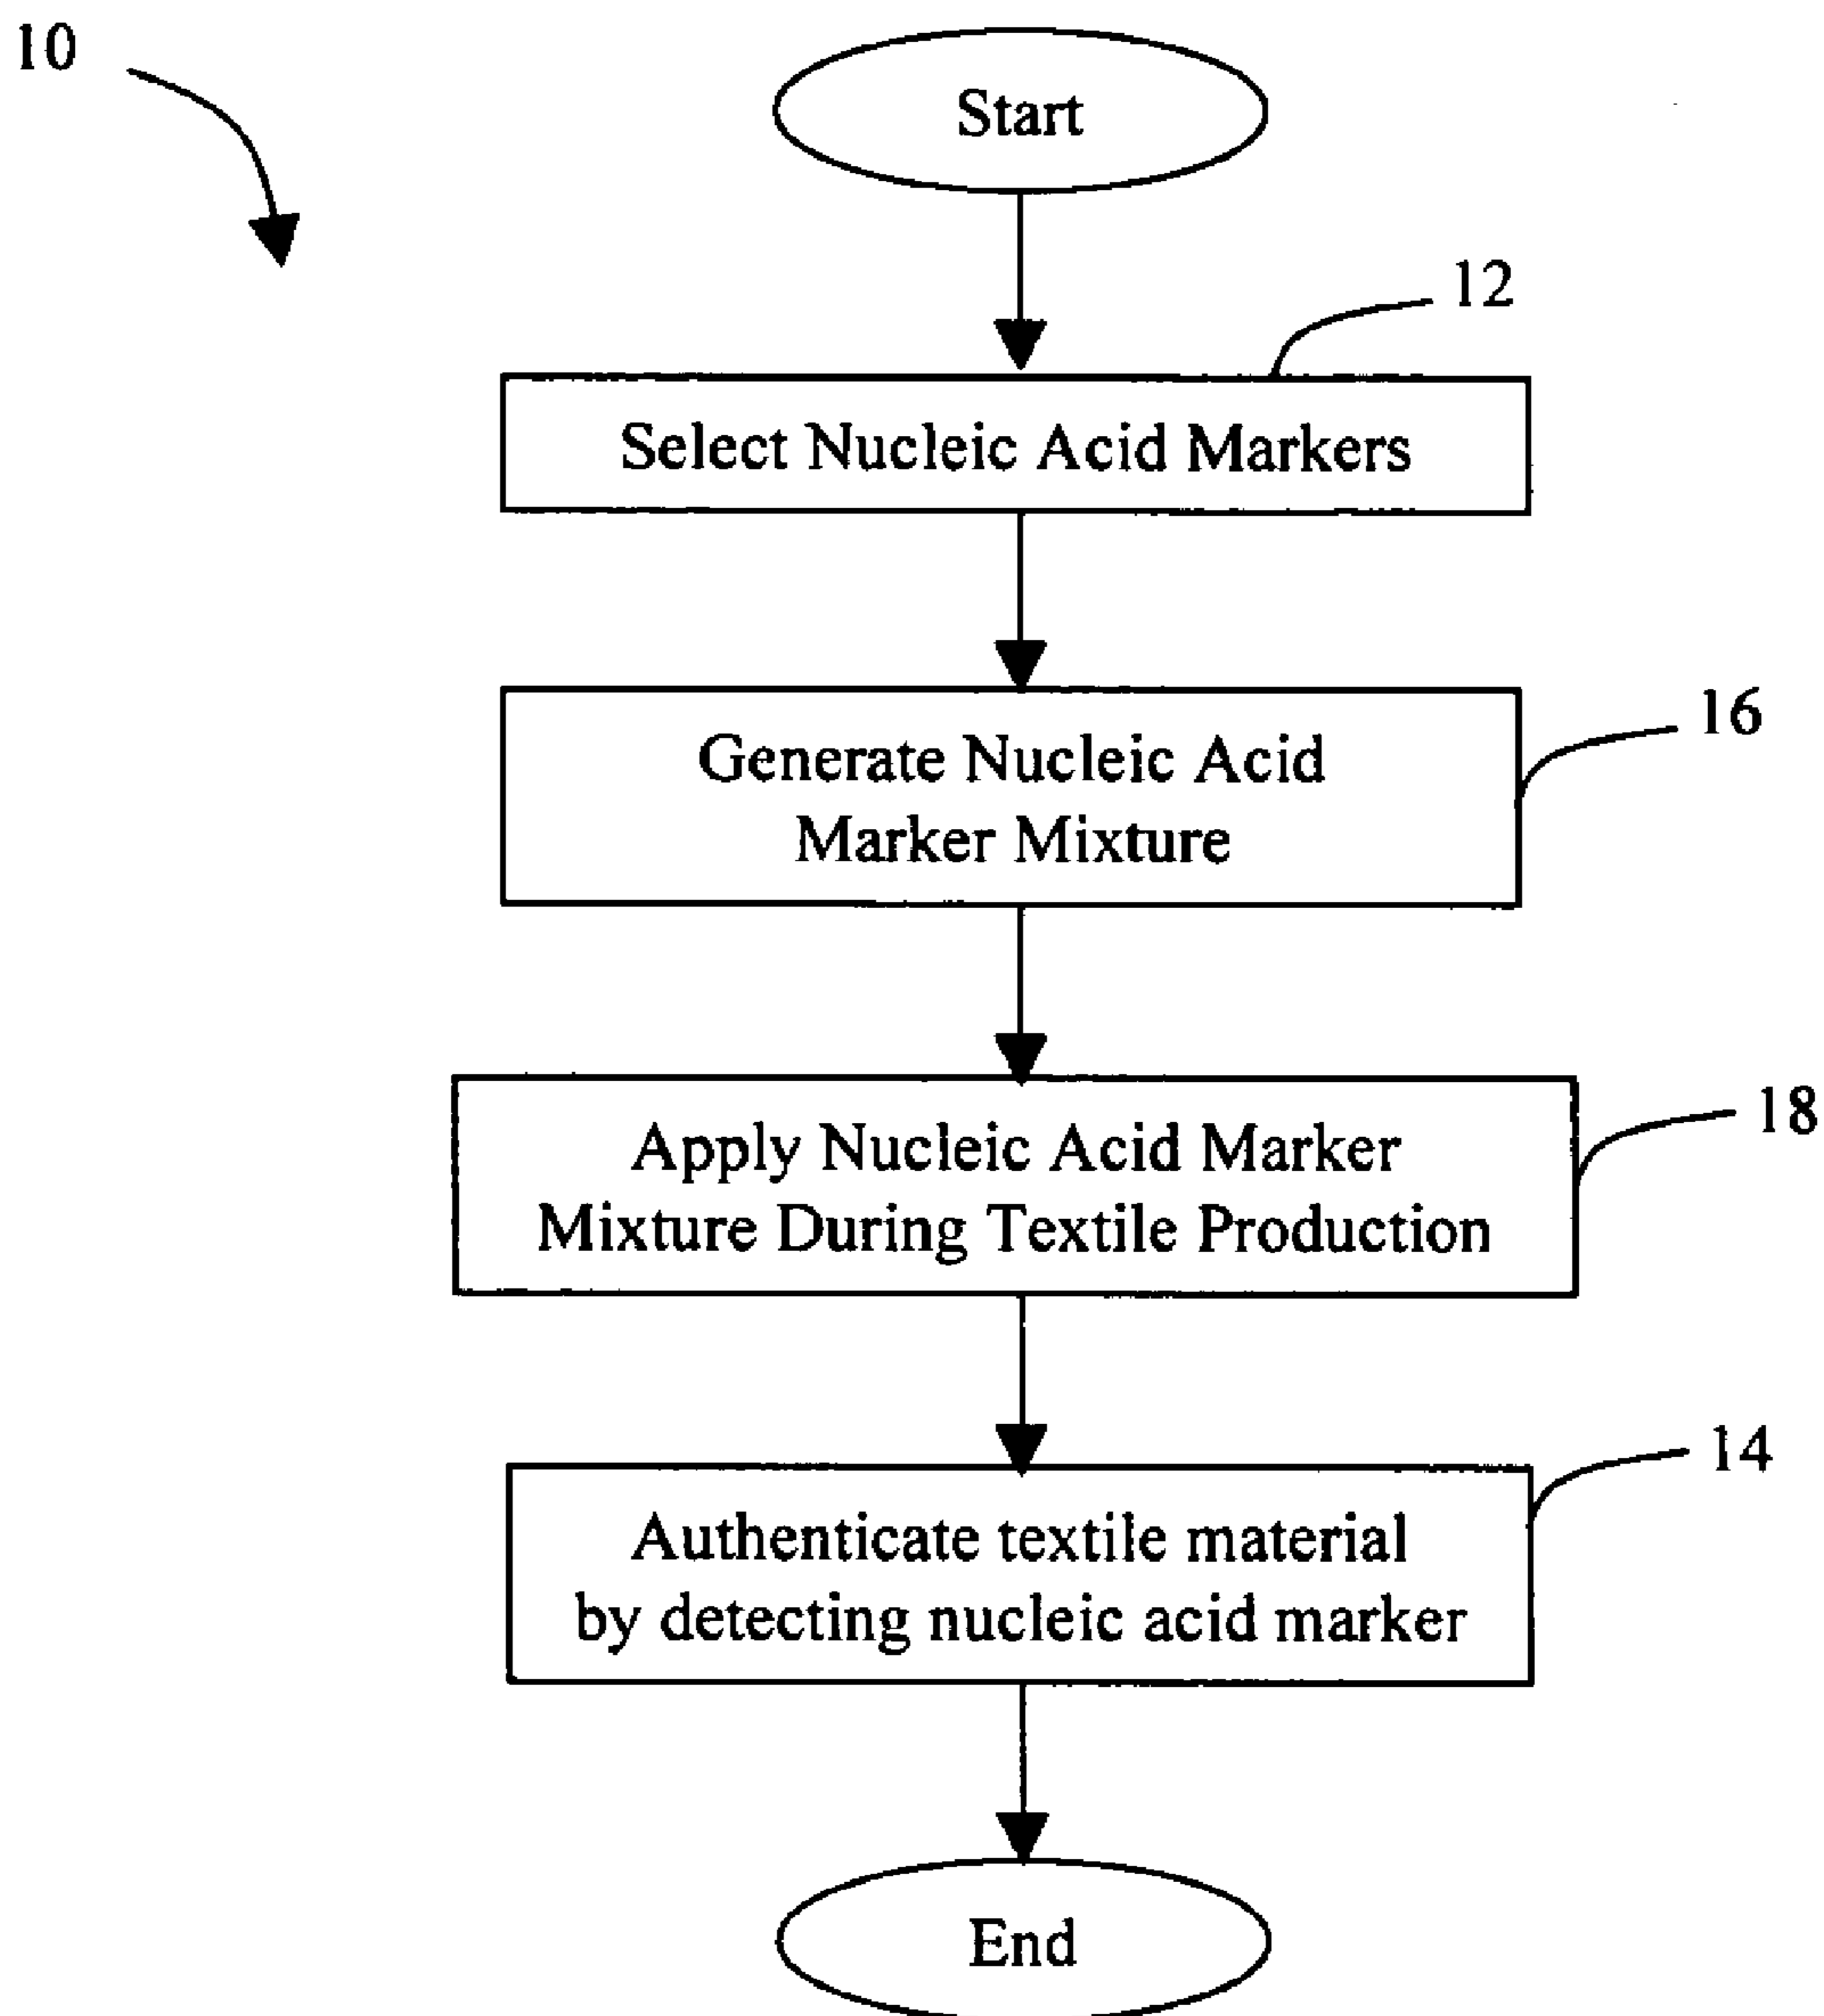 10
Start
12
Select Nucleic Acid Markers
16
Generate Nucleic Acid
Marker Mixture
18
Apply Nucleic Acid Marker
Mixture During Textile Production
14
Authenticate textile material
by detecting nucleic acid marker
End